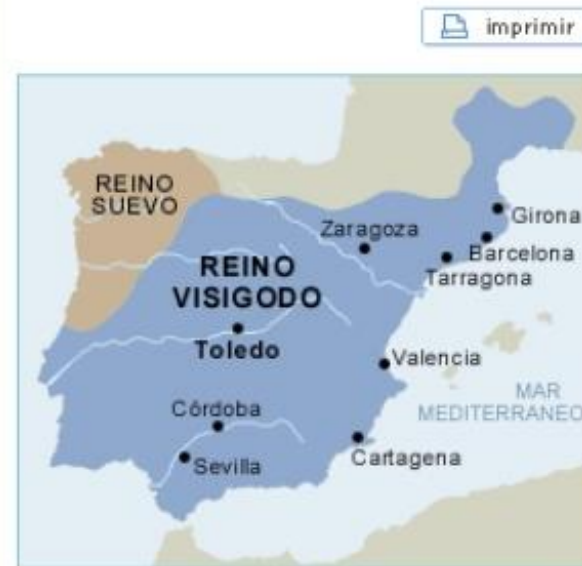 imprimir
REINO
SUEVO
Girona
Zaragoza
Barcelona
REINO
VISIGODO
Tarragona
Toledo
Valencia
MAR
MEDITERRANEO
Córdoba
Cartagena
Sevilla